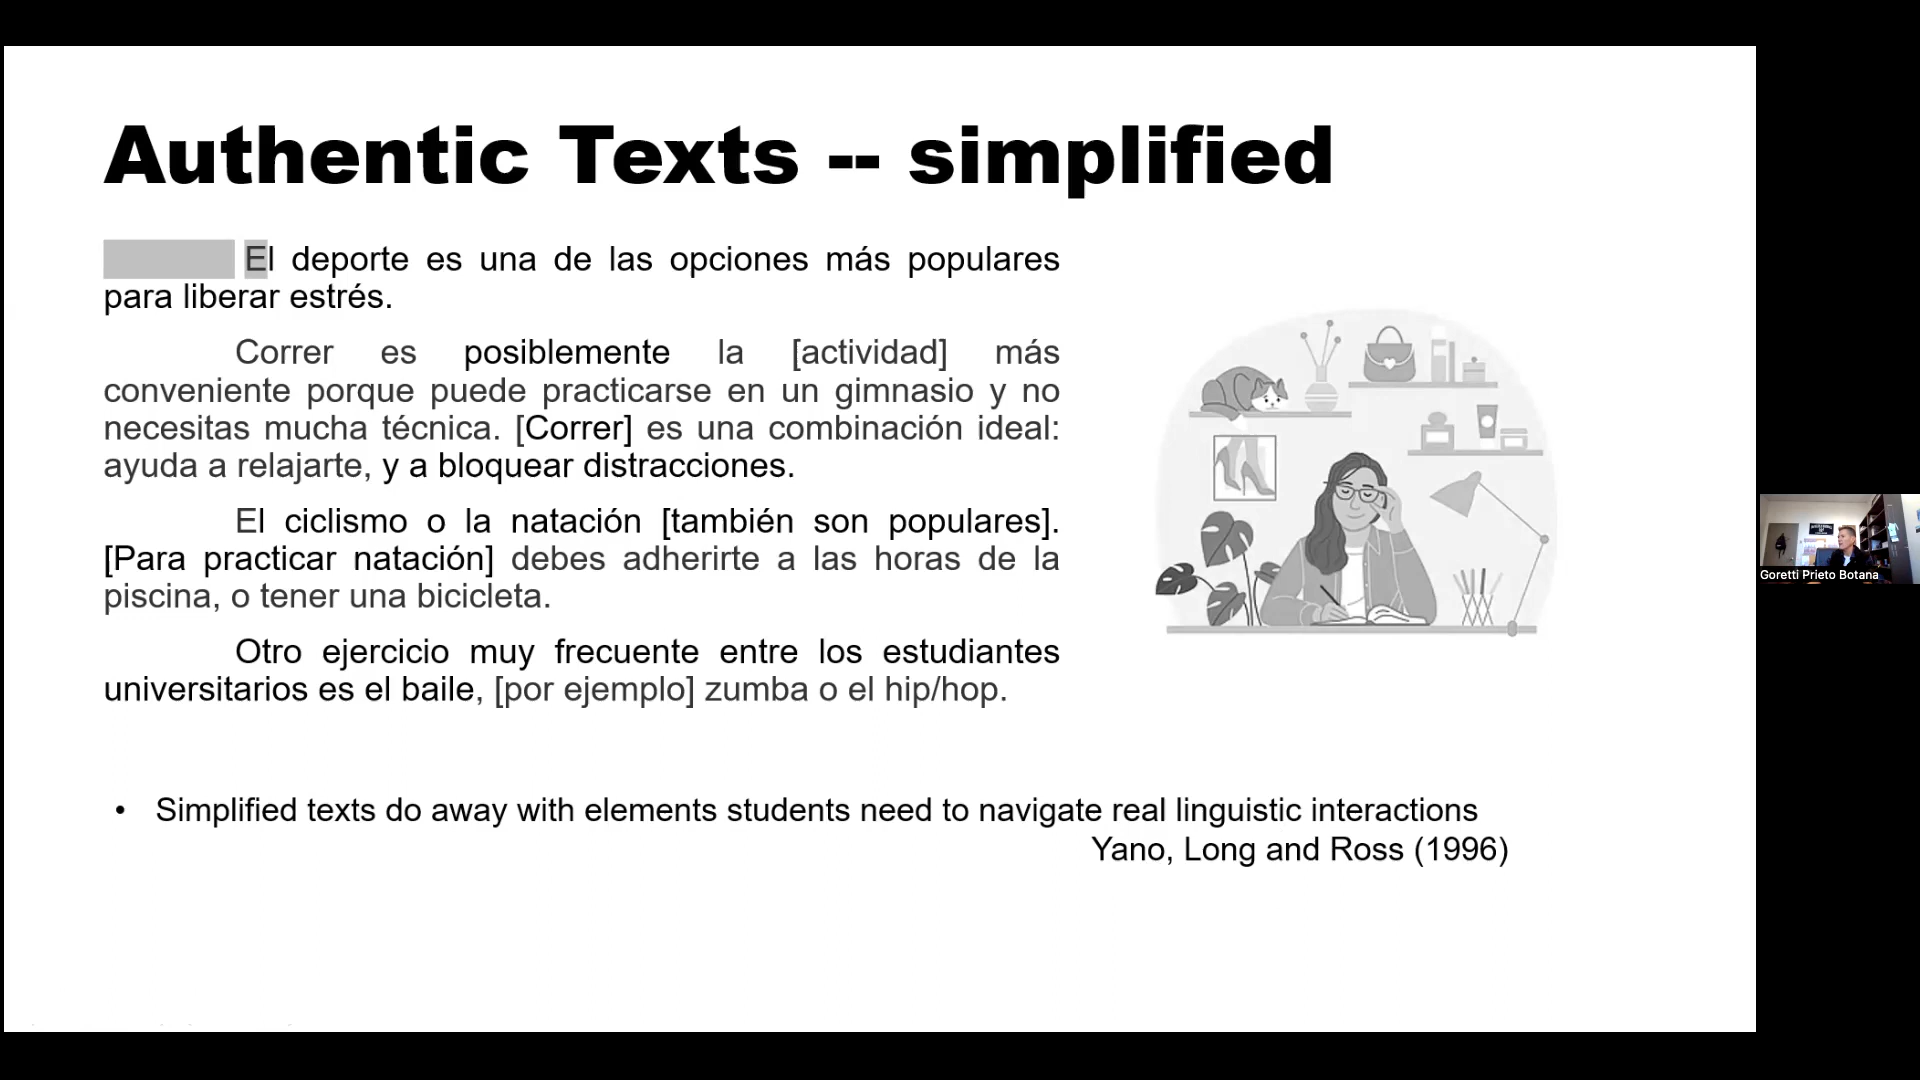 Authentic Texts -- simplified
El deporte es una de las opciones más populares
para liberar estrés.
Correr es posiblemente la [actividad] más
conveniente porque puede practicarse en un gimnasio y no
necesitas mucha técnica. [Correr] es una combinación ideal:
ayuda a relajarte, y a bloquear distracciones.
El ciclismo o la natación [también son populares].
[Para practicar natación] debes adherirte a las horas de la
piscina, o tener una bicicleta.
Otro ejercicio muy frecuente entre los estudiantes
universitarios es el baile, [por ejemplo] zumba o el hip/hop.
• Simplified texts do away with elements students need to navigate real linguistic interactions
Yano, Long and Ross (1996)
Goretti Prieto Botana